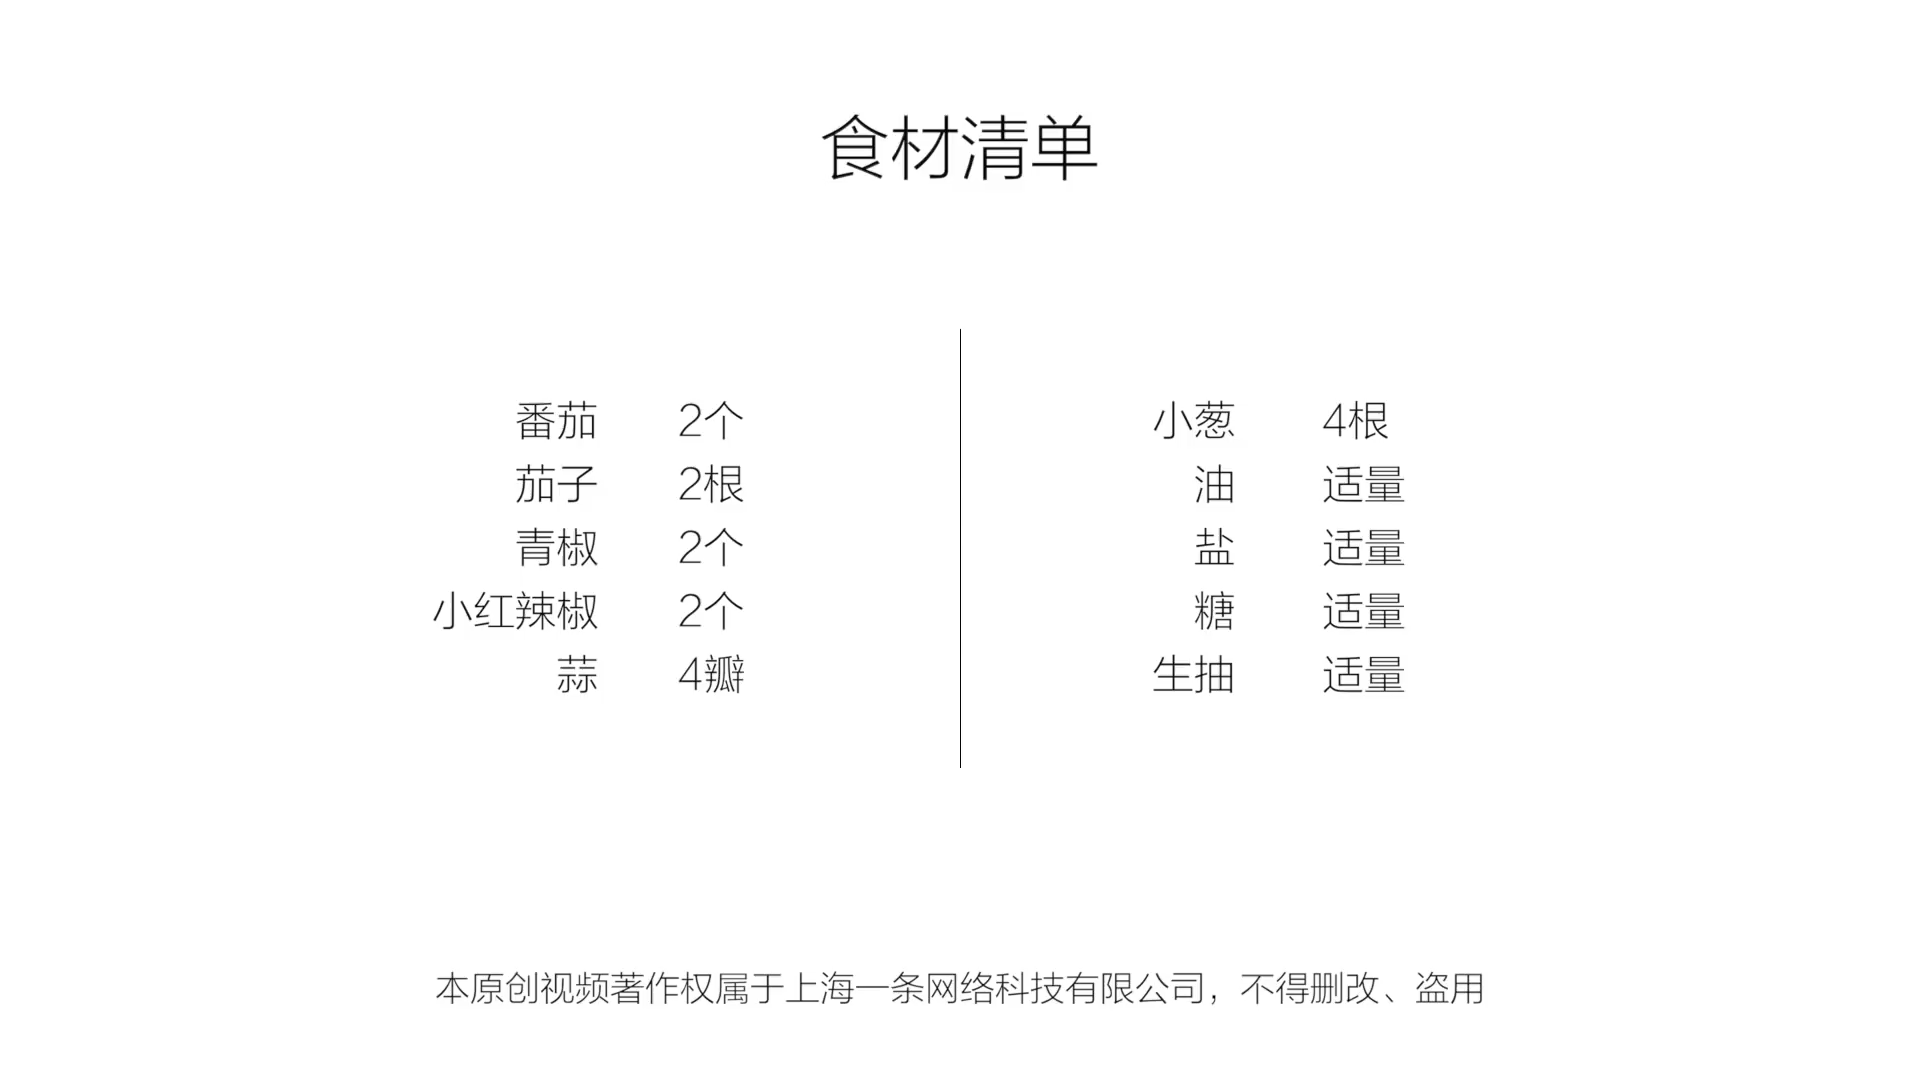 食材清单
番茄 2个
茄子 2根
青椒 2个
小红辣椒 2个
蒜 4瓣
小葱 4根
油 适量
盐 适量
糖 适量
生抽 适量
本原创视频著作权属于上海一条网络科技有限公司，不得删改、盗用